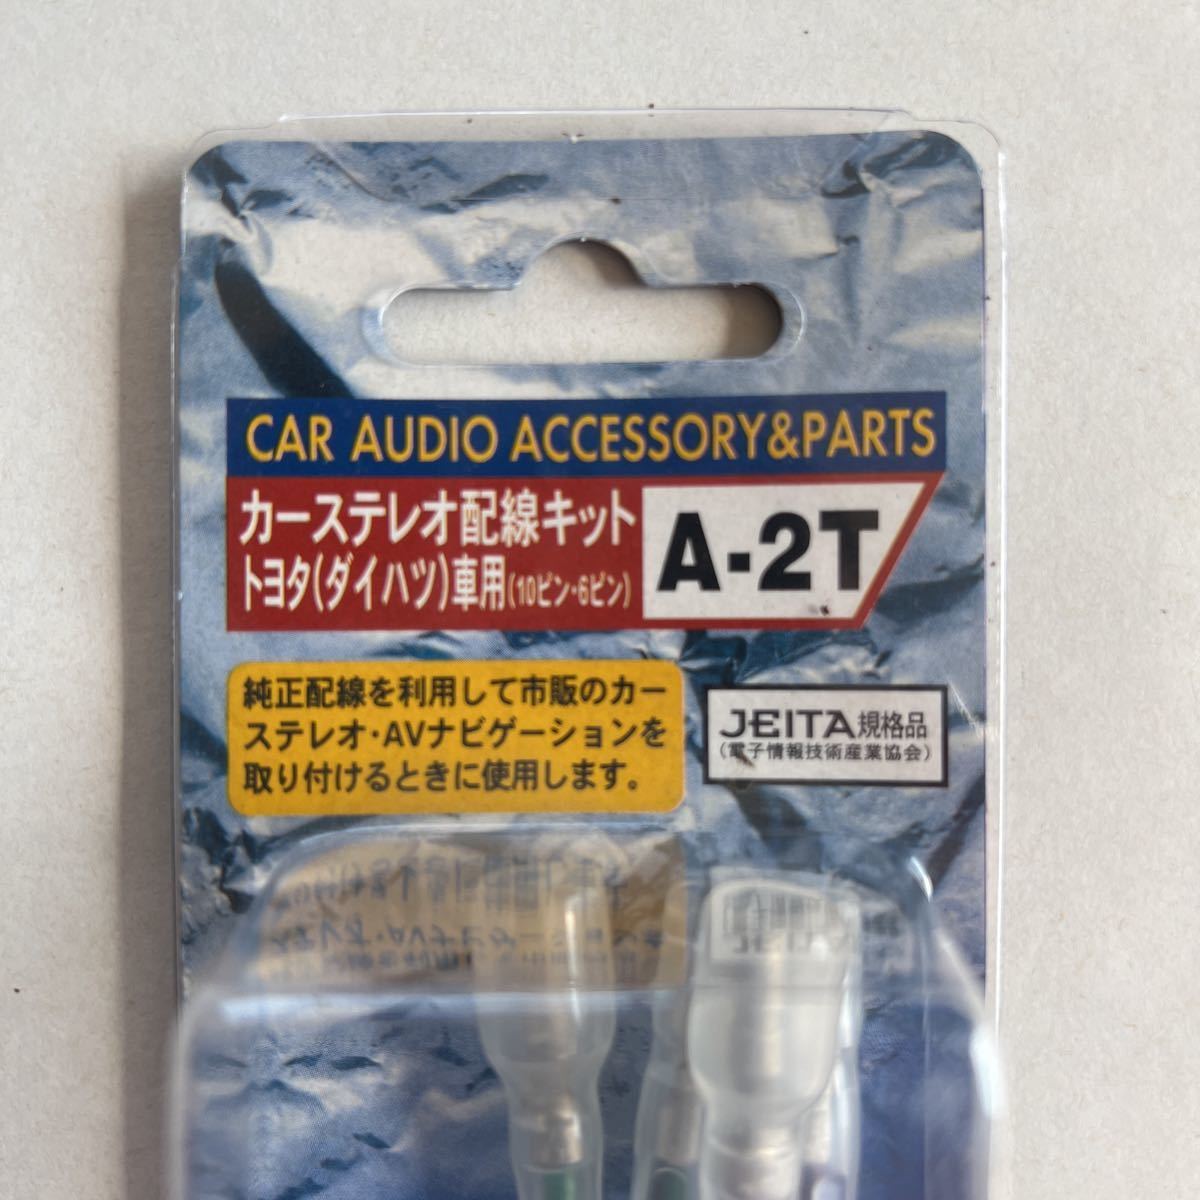 CAR AUDIO ACCESSORY&PARTS
カーステレオ配線キット
トヨタ(ダイハツ)車用(10ピン・6ピン)
A-2T
純正配線を利用して市販のカー
ステレオ・AVナビゲーションを
取り付けるときに使用します。
JEITA規格品
(電子情報技術産業協会)